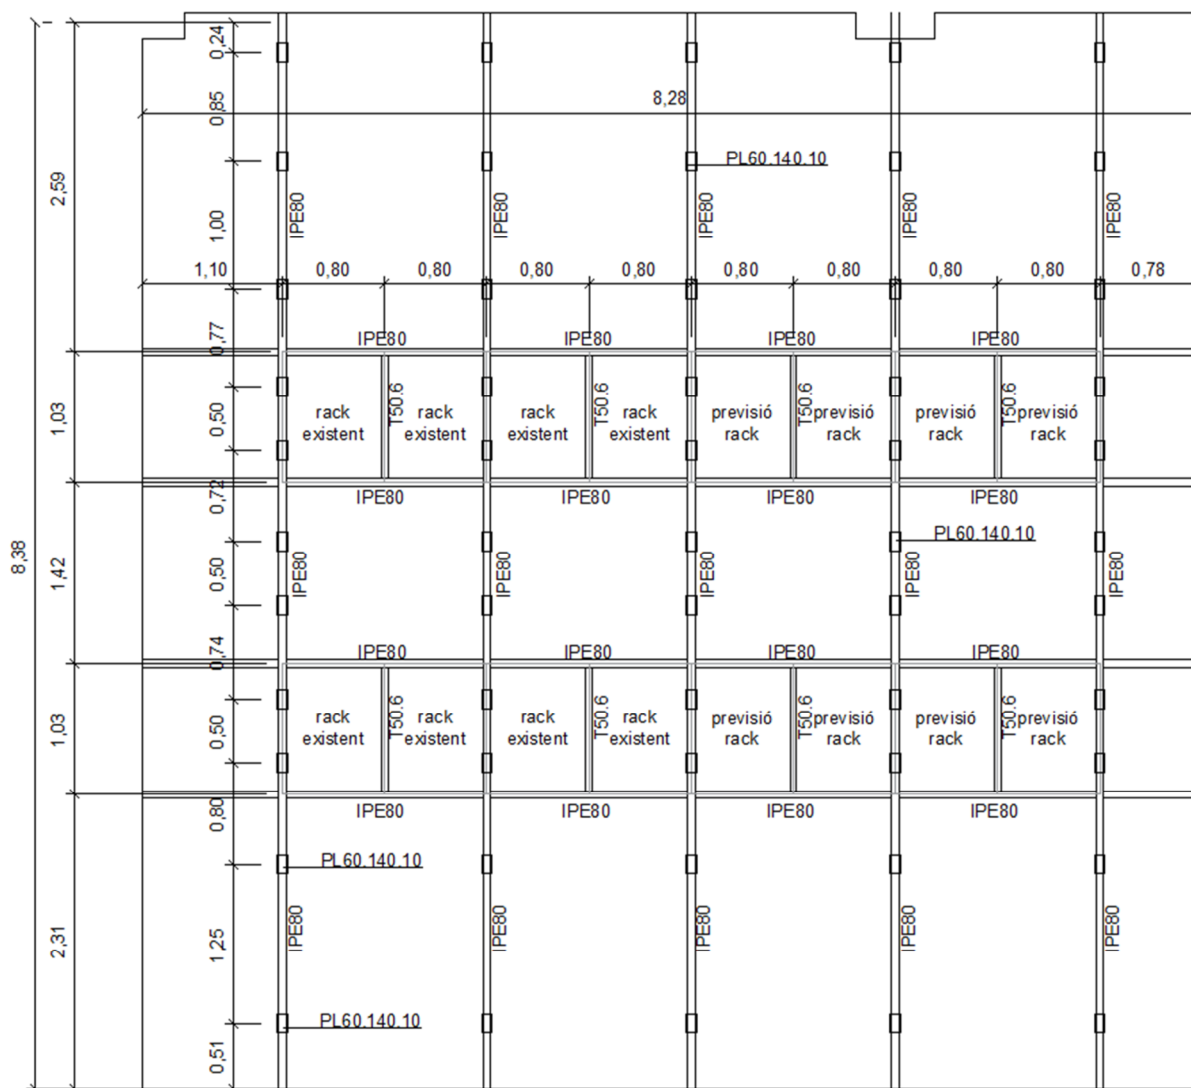 0,24
0,85
8,28
PL60.140.10
2,59
1,00
IPE80
IPE80
IPE80
IPE80
IPE80
1,10
0,80
0,80
0,80
0,80
0,80
0,80
0,80
0,80
0,78
0,77
IPE80
IPE80
IPE80
IPE80
1,03
0,50
rack
existent
T50.6
rack
existent
rack
existent
T50.6
rack
existent
previsió
rack
T50.6
previsió
rack
previsió
rack
T50.6
previsió
rack
0,72
IPE80
IPE80
IPE80
IPE80
PL60.140.10
8,38
1,42
0,50
IPE80
IPE80
IPE80
IPE80
IPE80
0,74
IPE80
IPE80
IPE80
IPE80
1,03
0,50
rack
existent
T50.6
rack
existent
rack
existent
T50.6
rack
existent
previsió
rack
T50.6
previsió
rack
previsió
rack
T50.6
previsió
rack
0,80
IPE80
IPE80
IPE80
IPE80
PL60.140.10
2,31
1,25
IPE80
IPE80
IPE80
IPE80
IPE80
PL60.140.10
0,51